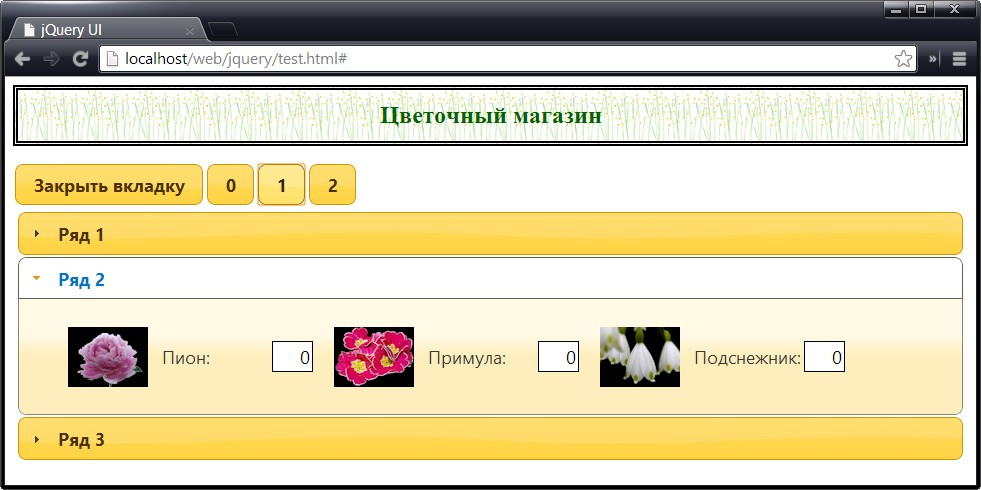 jQuery UI
localhost/web/jquery/test.html#
Цветочный магазин
Закрыть вкладку 0 1 2
Ряд 1
Ряд 2
Пион: 0 Примула: 0 Подснежник: 0
Ряд 3